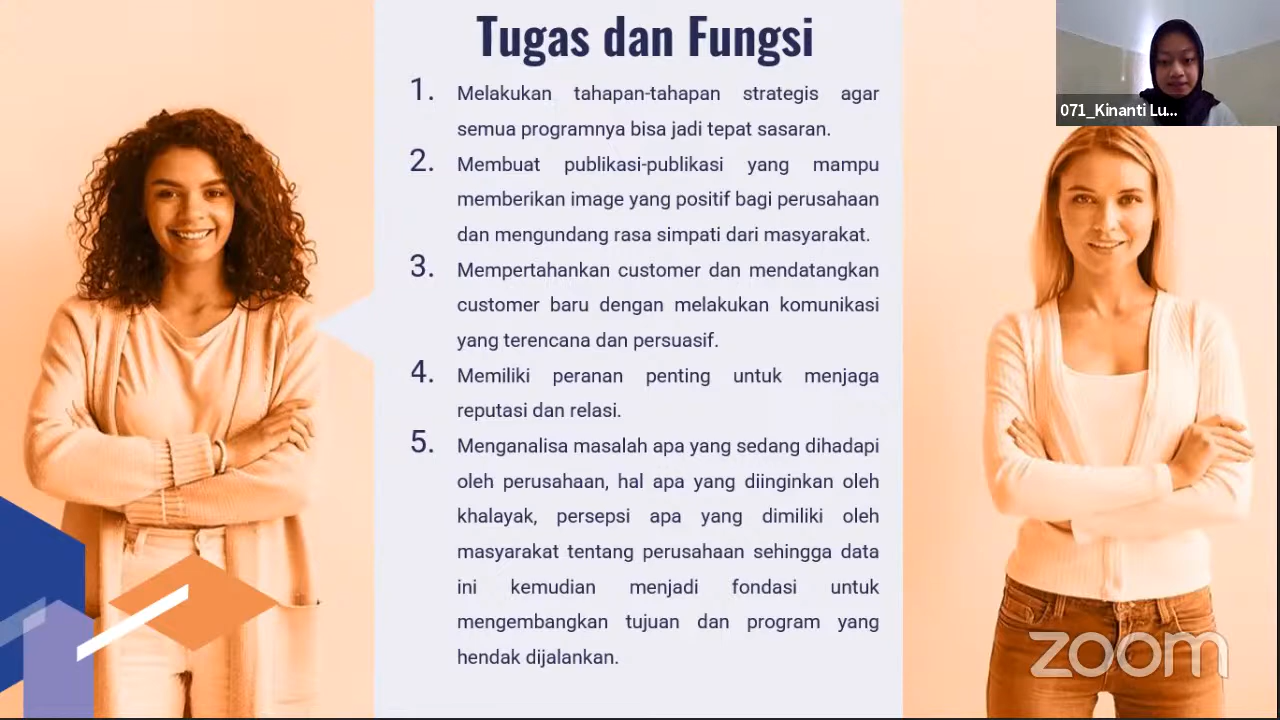 Tugas dan Fungsi
1. Melakukan tahapan-tahapan strategis agar
semua programnya bisa jadi tepat sasaran.
2. Membuat publikasi-publikasi yang mampu
memberikan image yang positif bagi perusahaan
dan mengundang rasa simpati dari masyarakat.
3. Mempertahankan customer dan mendatangkan
customer baru dengan melakukan komunikasi
yang terencana dan persuasif.
4. Memiliki peranan penting untuk menjaga
reputasi dan relasi.
5. Menganalisa masalah apa yang sedang dihadapi
oleh perusahaan, hal apa yang diinginkan oleh
khalayak, persepsi apa yang dimiliki oleh
masyarakat tentang perusahaan sehingga data
ini kemudian menjadi fondasi untuk
mengembangkan tujuan dan program yang
hendak dijalankan.
071_Kinanti Lu...
zoom